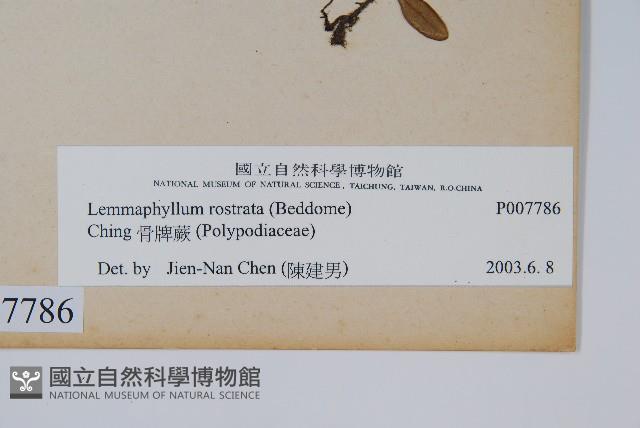 國立自然科學博物館
NATIONAL MUSEUM OF NATURAL SCIENCE, TAICHUNG, TAIWAN, R.O.CHINA
Lemmaphyllum rostrata (Beddome) P007786
Ching 骨牌蕨 (Polypodiaceae)
Det. by Jien-Nan Chen (陳建男) 2003.6. 8
7786
國立自然科學博物館
NATIONAL MUSEUM OF NATURAL SCIENCE